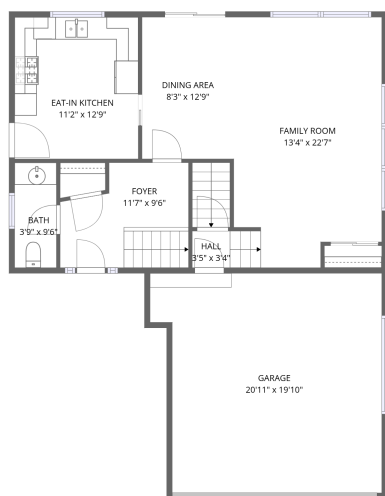 DINING AREA
8'3" x 12'9"
EAT-IN KITCHEN
11'2" x 12'9"
FAMILY ROOM
13'4" x 22'7"
FOYER
11'7" x 9'6"
BATH
3'9" x 9'6"
HALL
3'5" x 3'4"
GARAGE
20'11" x 19'10"